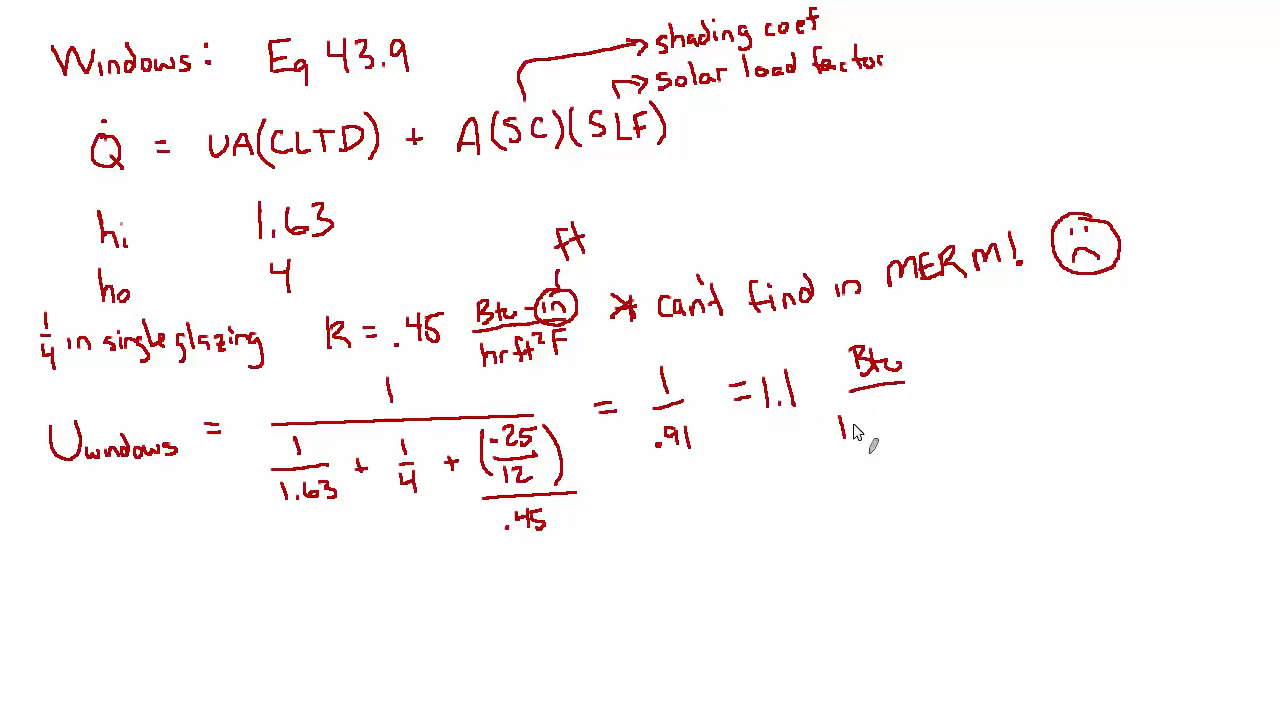 Windows: Eq 43.9
shading coef
solar load factor
Q̇ = UA(CLTD) + A(SC)(SLF)
hi 1.63
ho 4
ft
1/4 in single glazing K = .45 Btu-in/hrft²F * can't find in MERM!
Uwindows = 1/(1/1.63 + 1/4 + (.25/12)/.45) = 1/.91 = 1.1 Btu/